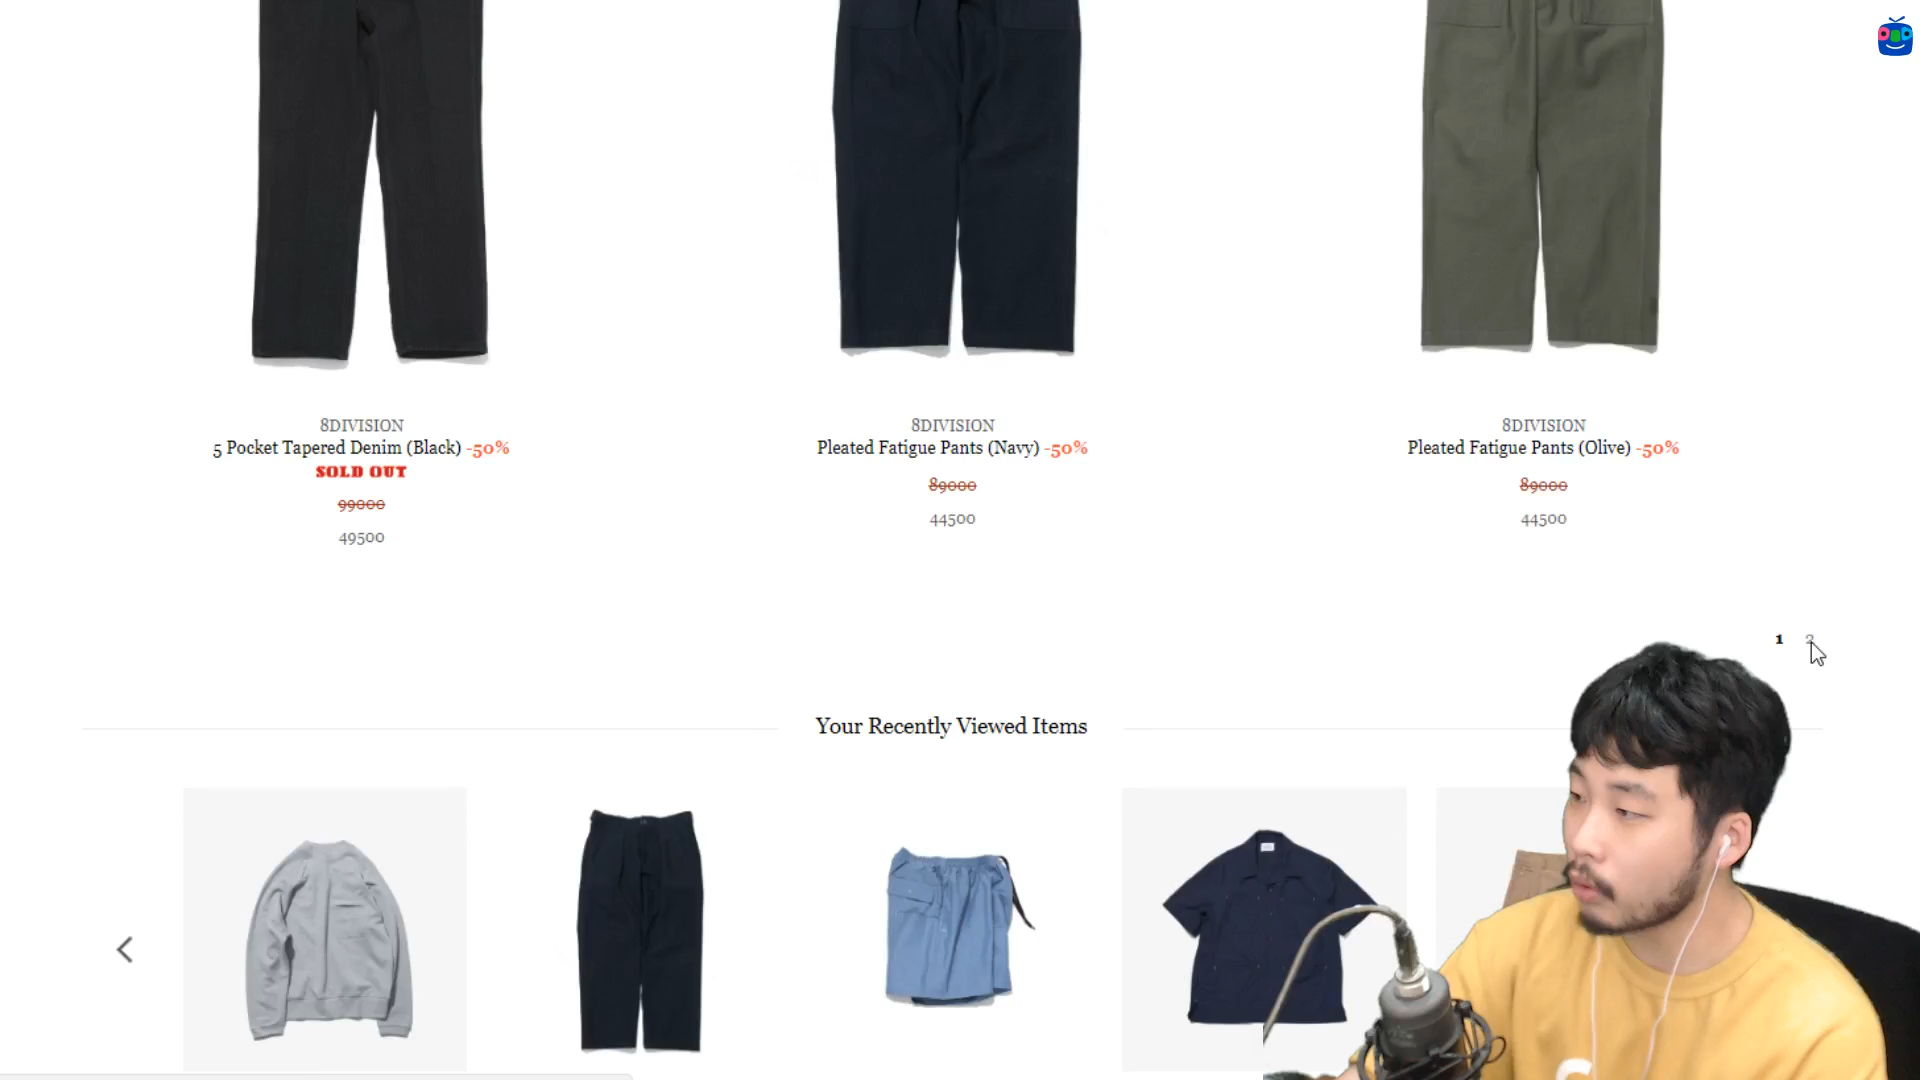 8DIVISION
5 Pocket Tapered Denim (Black) -50%
SOLD OUT
99000
49500
8DIVISION
Pleated Fatigue Pants (Navy) -50%
89000
44500
8DIVISION
Pleated Fatigue Pants (Olive) -50%
89000
44500
1 2
Your Recently Viewed Items